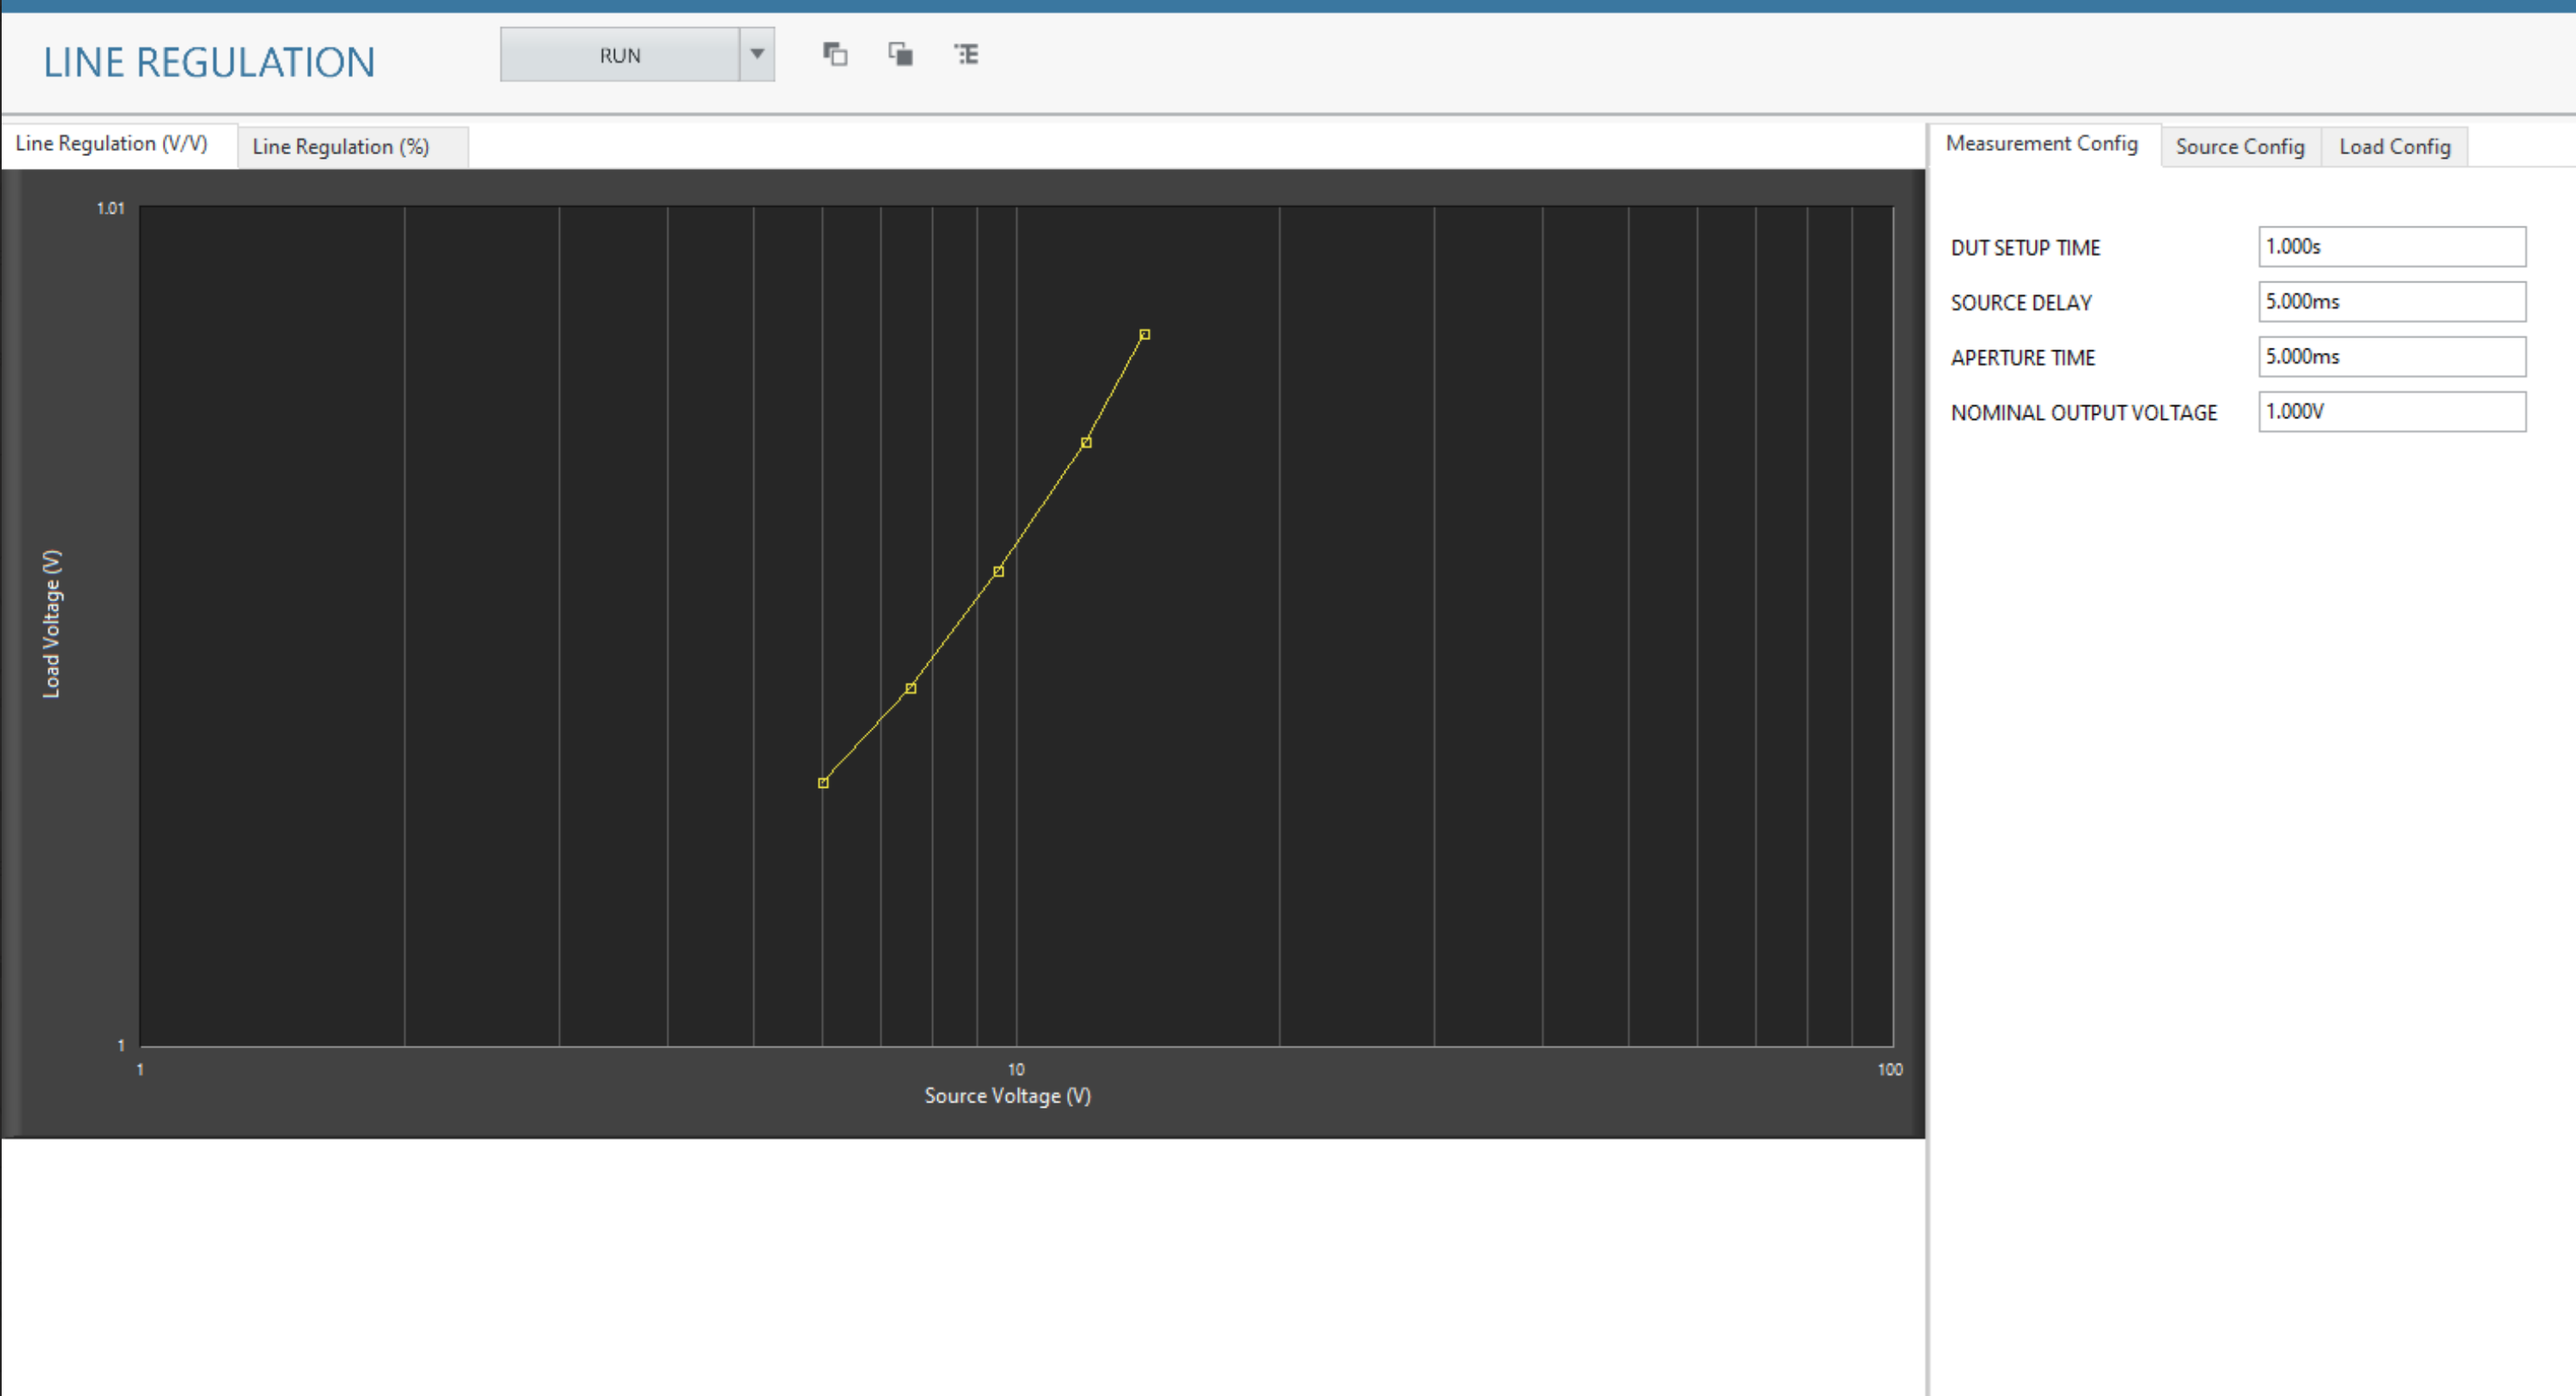 LINE REGULATION
RUN
Line Regulation (V/V)
Line Regulation (%)
Measurement Config
Source Config
Load Config
1.01
Load Voltage (V)
1
1
10
100
Source Voltage (V)
DUT SETUP TIME
1.000s
SOURCE DELAY
5.000ms
APERTURE TIME
5.000ms
NOMINAL OUTPUT VOLTAGE
1.000V